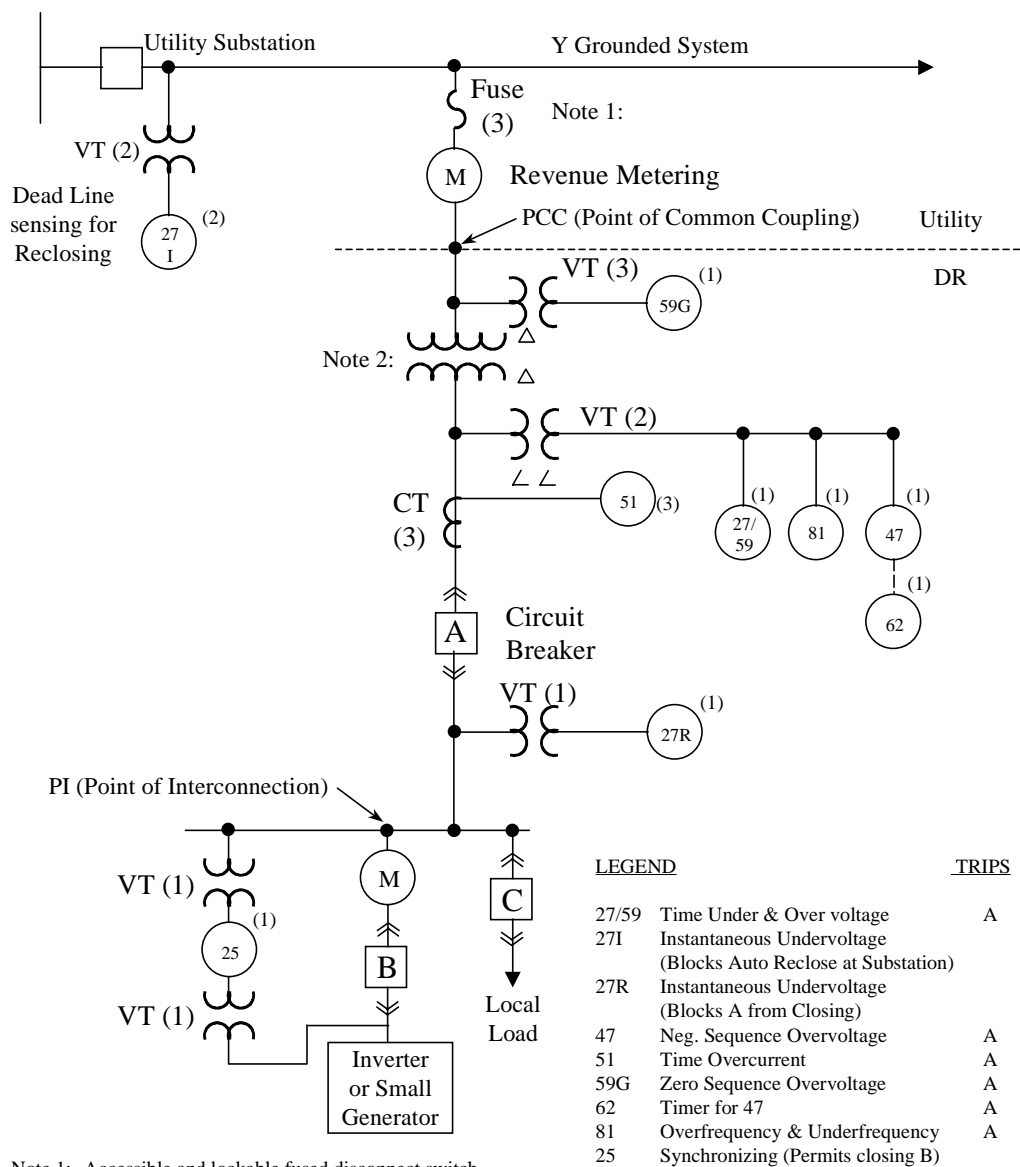 Utility Substation
Y Grounded System
Fuse
(3)
Note 1:
VT (2)
M
Revenue Metering
Dead Line
sensing for
Reclosing
27
I
(2)
PCC (Point of Common Coupling)
Utility
DR
VT (3)
59G
(1)
Note 2:
VT (2)
CT
(3)
51
(3)
27/
59
(1)
81
(1)
47
(1)
62
(1)
A
Circuit
Breaker
VT (1)
27R
(1)
PI (Point of Interconnection)
VT (1)
M
C
25
(1)
B
VT (1)
Local
Load
Inverter
or Small
Generator
LEGEND TRIPS
27/59 Time Under & Over voltage A
27I Instantaneous Undervoltage
(Blocks Auto Reclose at Substation)
27R Instantaneous Undervoltage
(Blocks A from Closing)
47 Neg. Sequence Overvoltage A
51 Time Overcurrent A
59G Zero Sequence Overvoltage A
62 Timer for 47 A
81 Overfrequency & Underfrequency A
25 Synchronizing (Permits closing B)
Note 1: Accessible and lockable fused disconnect switch